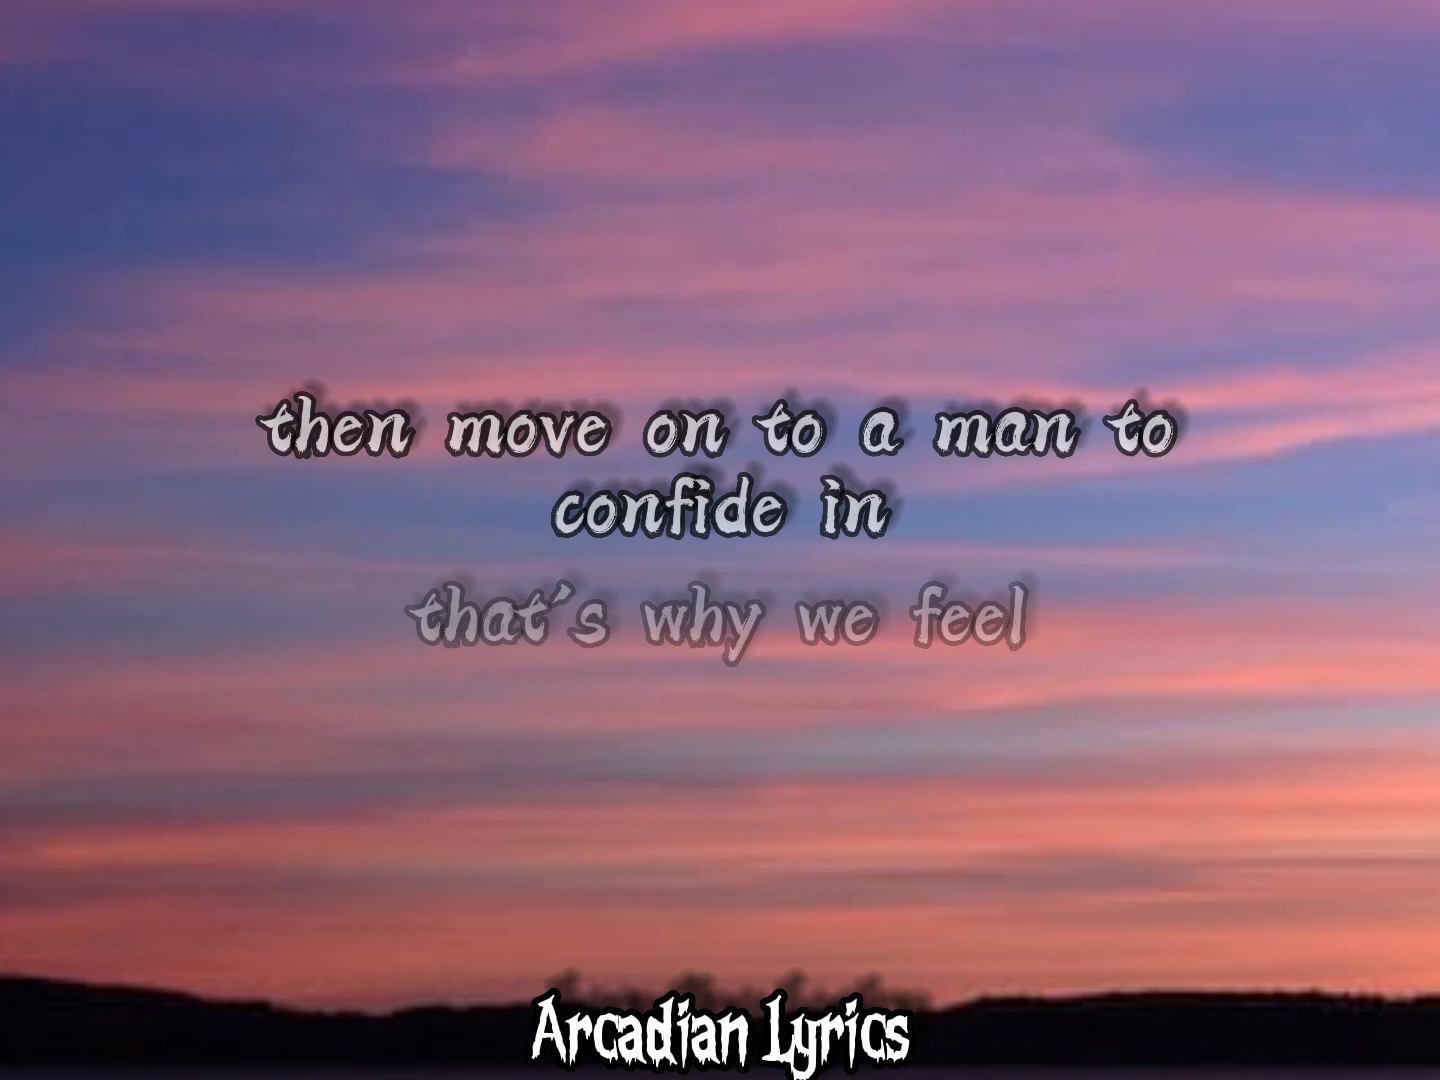 then move on to a man to
confide in
that's why we feel
Arcadian Lyrics